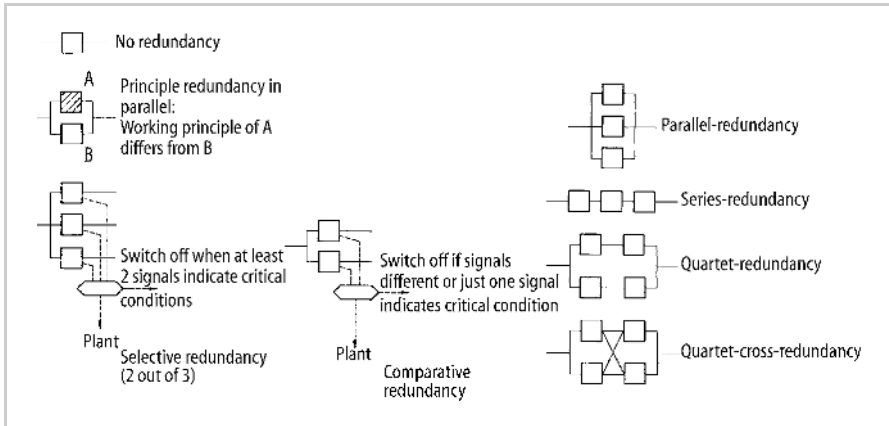 No redundancy
A
Principle redundancy in
parallel:
Working principle of A
differs from B
B
Switch off when at least
2 signals indicate critical
conditions
Plant
Selective redundancy
(2 out of 3)
Switch off if signals
different or just one signal
indicates critical condition
Plant
Comparative
redundancy
Parallel-redundancy
Series-redundancy
Quartet-redundancy
Quartet-cross-redundancy